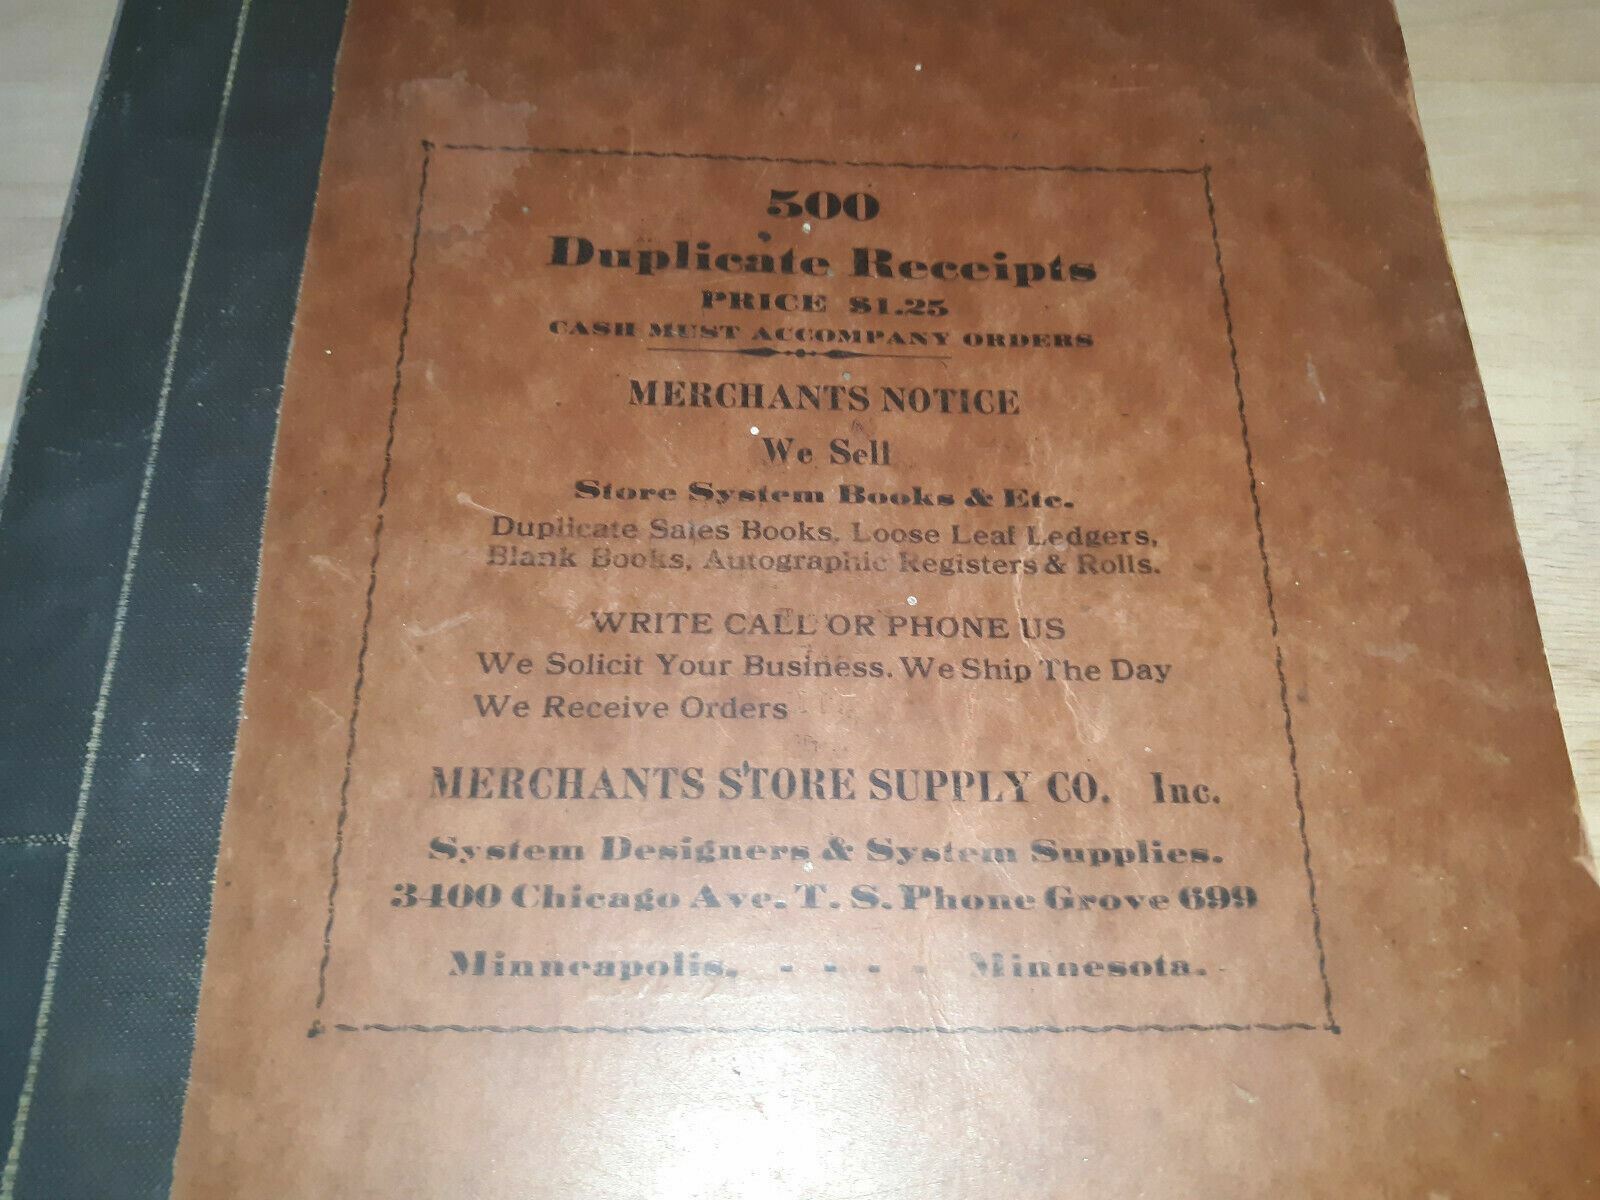 500
Duplicate Receipts
PRICE $1.25
CASH MUST ACCOMPANY ORDERS
MERCHANTS NOTICE
We Sell
Store System Books & Etc.
Duplicate Sales Books, Loose Leaf Ledgers,
Blank Books, Autographic Registers & Rolls.
WRITE CALL OR PHONE US
We Solicit Your Business. We Ship The Day
We Receive Orders
MERCHANTS STORE SUPPLY CO. Inc.
System Designers & System Supplies.
3400 Chicago Ave. T. S. Phone Grove 699
Minneapolis. - - - - Minnesota.